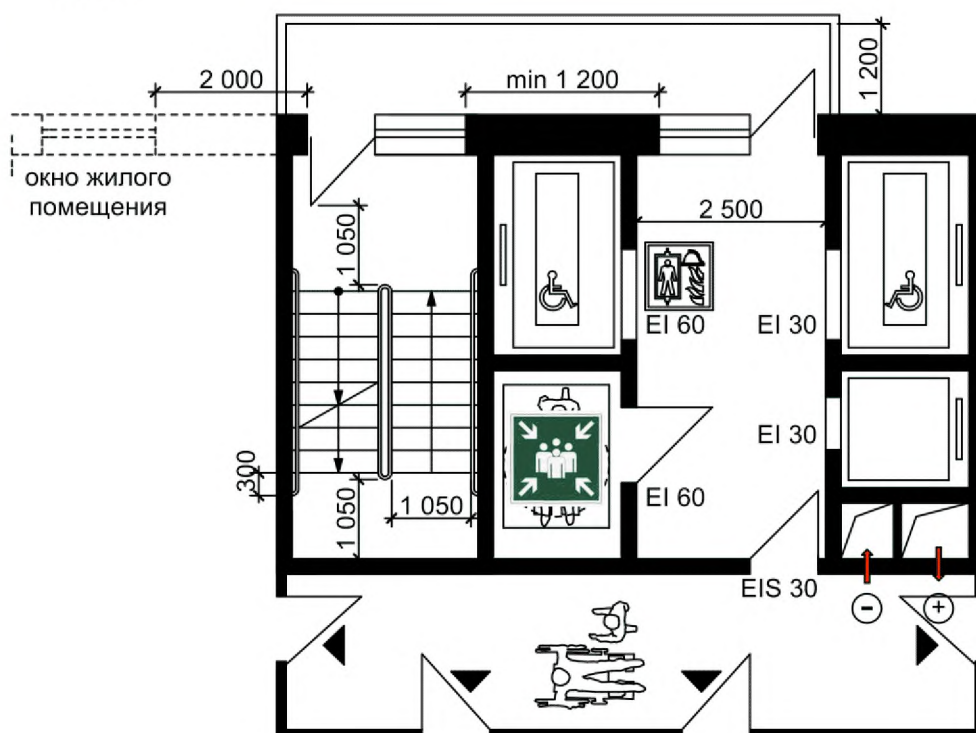 2 000
min 1 200
1 200
окно жилого
помещения
2 500
1 050
EI 60
EI 30
EI 30
300
1 050
1 050
EI 60
EIS 30
-
+